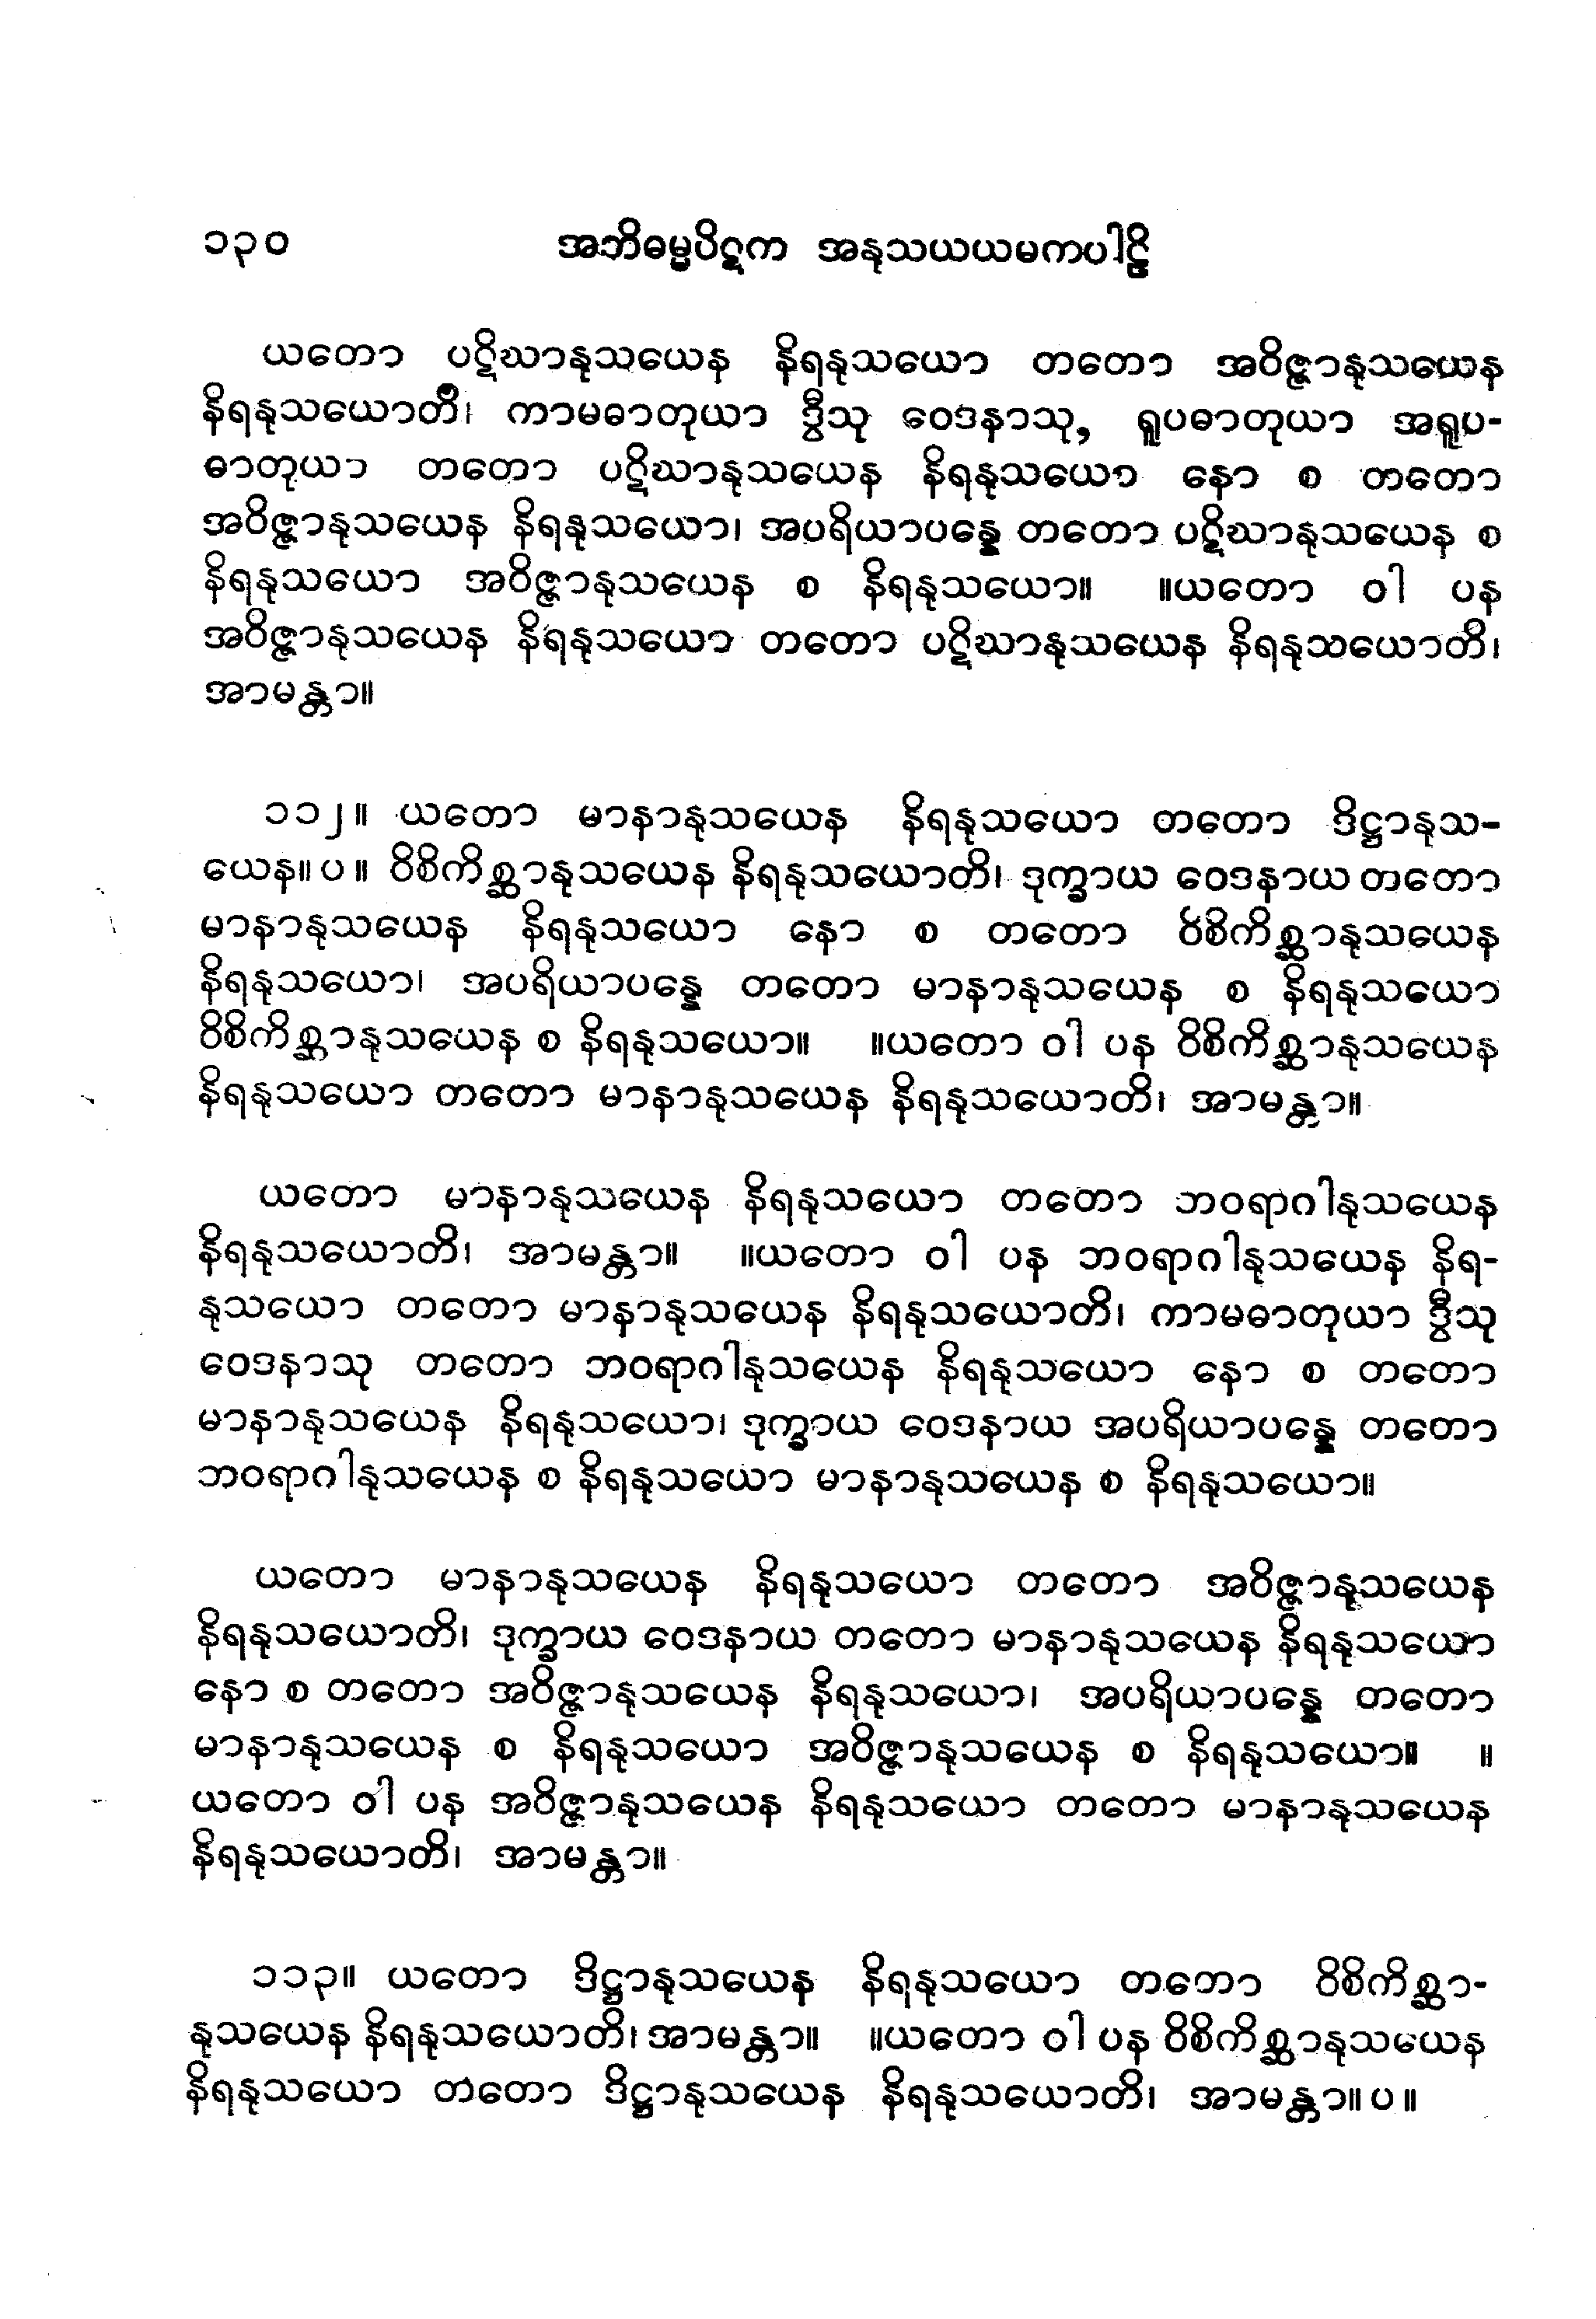 ၁၃၀ အဘိဓမ္မပိဋက အနုသယယမကပါဠိ
ယတော ပဋိဃာနုသယေန နိရနုသယော တတော အဝိဇ္ဇာနုသယေန
နိရနုသယောတိ၊ ကာမဓာတုယာ ဒွီသု ဝေဒနာသု, ရူပဓာတုယာ အရူပ-
ဓာတုယာ တတော ပဋိဃာနုသယေန နိရနုသယော နော စ တတော
အဝိဇ္ဇာနုသယေန နိရနုသယော၊ အပရိယာပန္နေ တတော ပဋိဃာနုသယေန စ
နိရနုသယော အဝိဇ္ဇာနုသယေန စ နိရနုသယော။ ။ယတော ဝါ ပန
အဝိဇ္ဇာနုသယေန နိရနုသယော တတော ပဋိဃာနုသယေန နိရနုသယောတိ၊
အာမန္တာ။
၁၁၂။ ယတော မာနာနုသယေန နိရနုသယော တတော ဒိဋ္ဌာနုသ-
ယေန။ပ။ ဝိစိကိစ္ဆာနုသယေန နိရနုသယောတိ၊ ဒုက္ခာယ ဝေဒနာယ တတော
မာနာနုသယေန နိရနုသယော နော စ တတော ဝိစိကိစ္ဆာနုသယေန
နိရနုသယော၊ အပရိယာပန္နေ တတော မာနာနုသယေန စ နိရနုသယော
ဝိစိကိစ္ဆာနုသယေန စ နိရနုသယော။ ။ယတော ဝါ ပန ဝိစိကိစ္ဆာနုသယေန
နိရနုသယော တတော မာနာနုသယေန နိရနုသယောတိ၊ အာမန္တာ။
ယတော မာနာနုသယေန နိရနုသယော တတော ဘဝရာဂါနုသယေန
နိရနုသယောတိ၊ အာမန္တာ။ ။ယတော ဝါ ပန ဘဝရာဂါနုသယေန နိရ-
နုသယော တတော မာနာနုသယေန နိရနုသယောတိ၊ ကာမဓာတုယာ ဒွီသု
ဝေဒနာသု တတော ဘဝရာဂါနုသယေန နိရနုသယော နော စ တတော
မာနာနုသယေန နိရနုသယော၊ ဒုက္ခာယ ဝေဒနာယ အပရိယာပန္နေ တတော
ဘဝရာဂါနုသယေန စ နိရနုသယော မာနာနုသယေန စ နိရနုသယော။
ယတော မာနာနုသယေန နိရနုသယော တတော အဝိဇ္ဇာနုသယေန
နိရနုသယောတိ၊ ဒုက္ခာယ ဝေဒနာယ တတော မာနာနုသယေန နိရနုသယော
နော စ တတော အဝိဇ္ဇာနုသယေန နိရနုသယော၊ အပရိယာပန္နေ တတော
မာနာနုသယေန စ နိရနုသယော အဝိဇ္ဇာနုသယေန စ နိရနုသယော။ ။
ယတော ဝါ ပန အဝိဇ္ဇာနုသယေန နိရနုသယော တတော မာနာနုသယေန
နိရနုသယောတိ၊ အာမန္တာ။
၁၁၃။ ယတော ဒိဋ္ဌာနုသယေန နိရနုသယော တတော ဝိစိကိစ္ဆာ-
နုသယေန နိရနုသယောတိ၊ အာမန္တာ။ ။ယတော ဝါ ပန ဝိစိကိစ္ဆာနုသယေန
နိရနုသယော တတော ဒိဋ္ဌာနုသယေန နိရနုသယောတိ၊ အာမန္တာ။ပ။